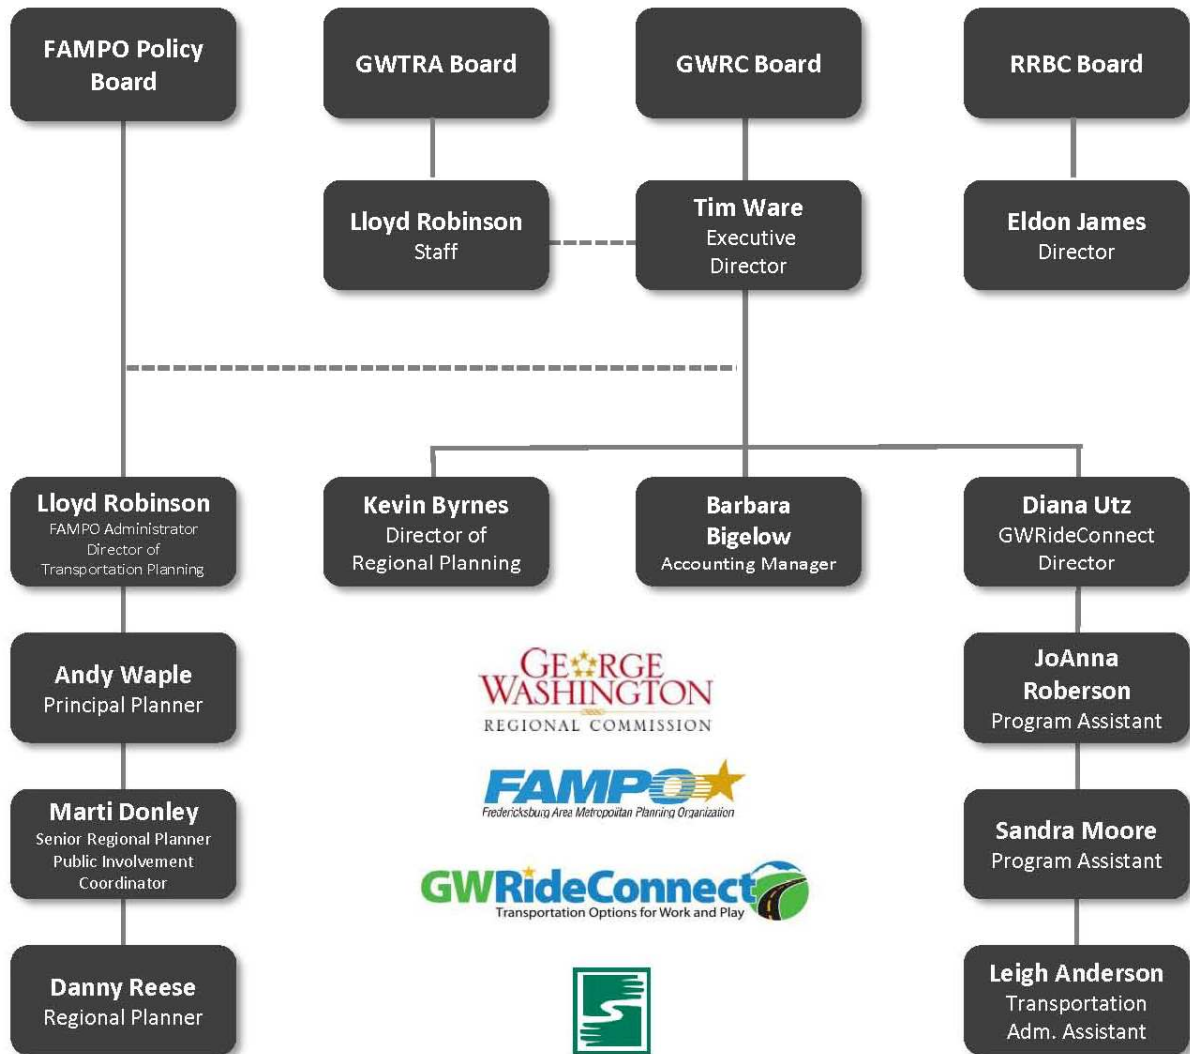 FAMPO Policy
Board
GWTRA Board
GWRC Board
RRBC Board
Lloyd Robinson
Staff
Tim Ware
Executive
Director
Eldon James
Director
Lloyd Robinson
FAMPO Administrator
Director of
Transportation Planning
Kevin Byrnes
Director of
Regional Planning
Barbara
Bigelow
Accounting Manager
Diana Utz
GWRideConnect
Director
Andy Waple
Principal Planner
GEORGE
WASHINGTON
REGIONAL COMMISSION
JoAnna
Roberson
Program Assistant
FAMPO
Fredericksburg Area Metropolitan Planning Organization
Marti Donley
Senior Regional Planner
Public Involvement
Coordinator
Sandra Moore
Program Assistant
GWRideConnect
Transportation Options for Work and Play
Danny Reese
Regional Planner
Leigh Anderson
Transportation
Adm. Assistant